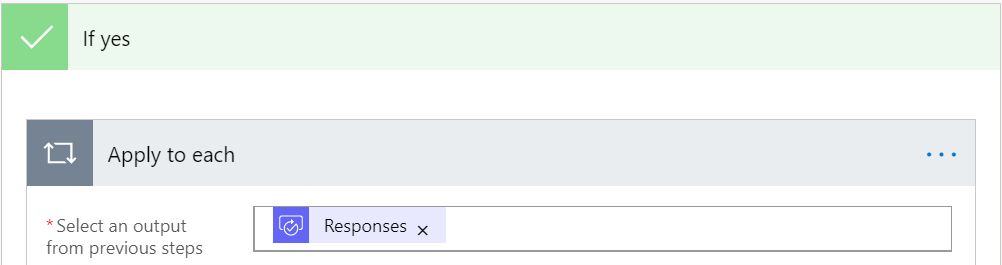 If yes
Apply to each
*Select an output
from previous steps
Responses